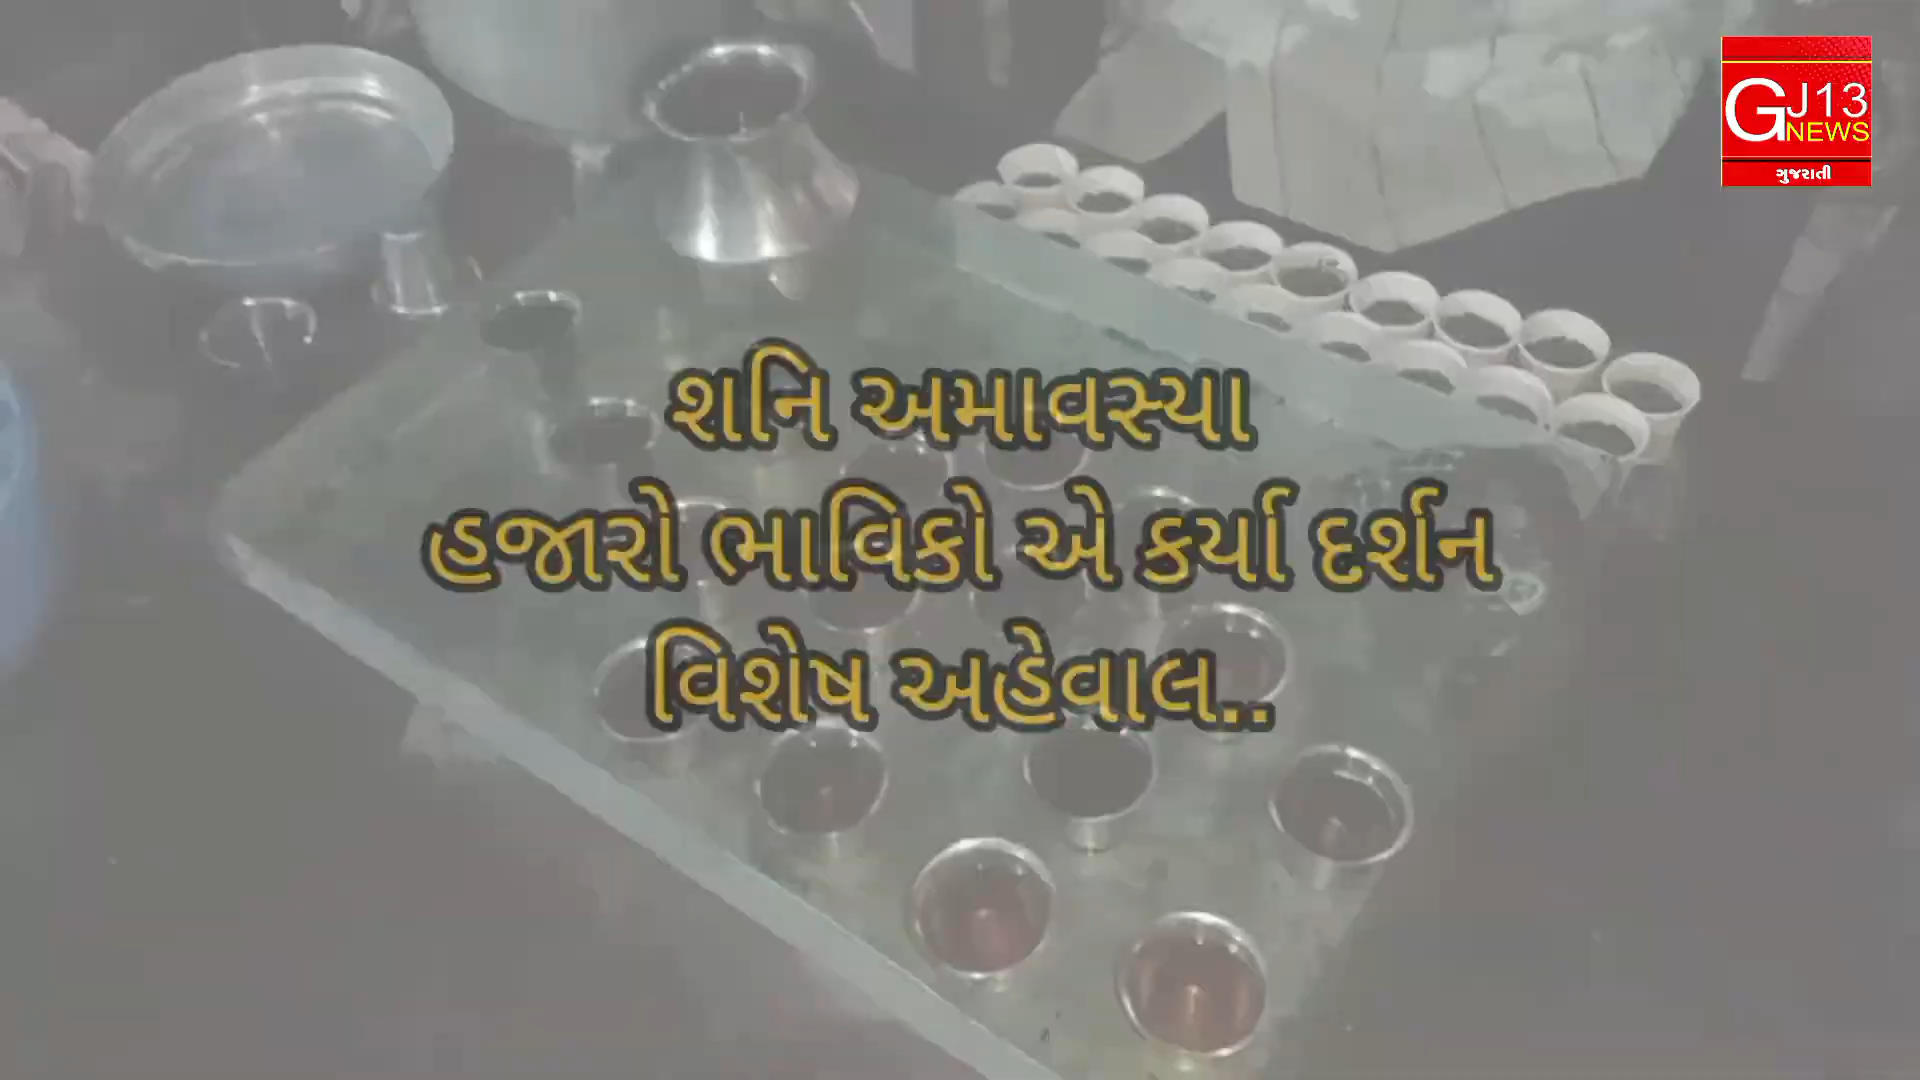 GJ13
NEWS
ગુજરાતી
શનિ અમાવસ્યા
હજારો ભાવિકો એ કર્યા દર્શન
વિશેષ અહેવાલ..